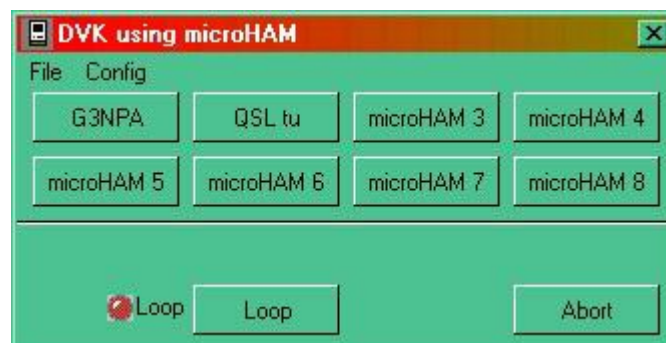 DVK using microHAM
File Config
G3NPA QSL tu microHAM 3 microHAM 4
microHAM 5 microHAM 6 microHAM 7 microHAM 8
Loop Loop Abort